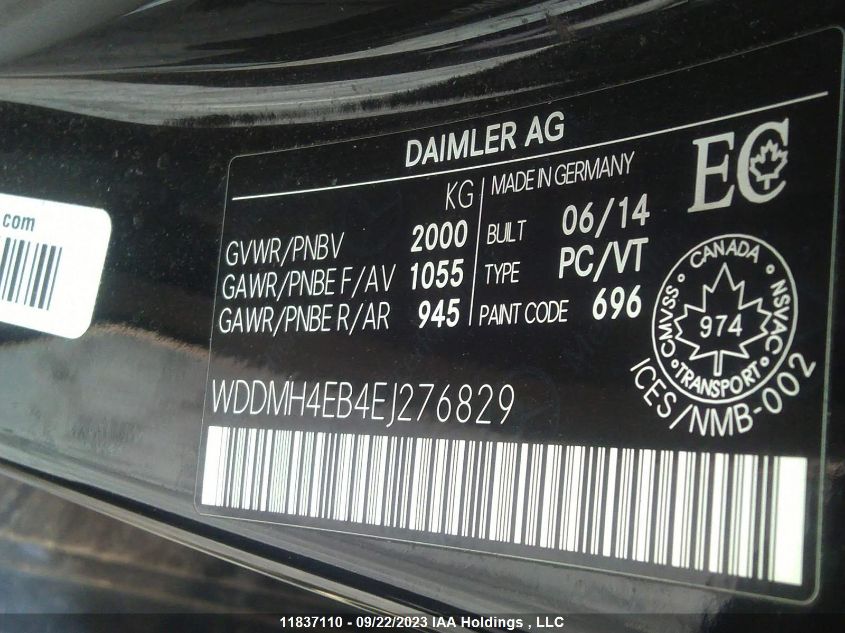 com
DAIMLER AG
KG
MADE IN GERMANY
EC
GVWR/PNBV 2000
BUILT 06/14
GAWR/PNBE F/AV 1055
TYPE PC/VT
GAWR/PNBE R/AR 945
PAINT CODE 696
CANADA
CMVSS
NSVAC
974
TRANSPORT
ICES/NMB-002
WDDMH4EB4EJ276829
11837110 - 09/22/2023 IAA Holdings , LLC